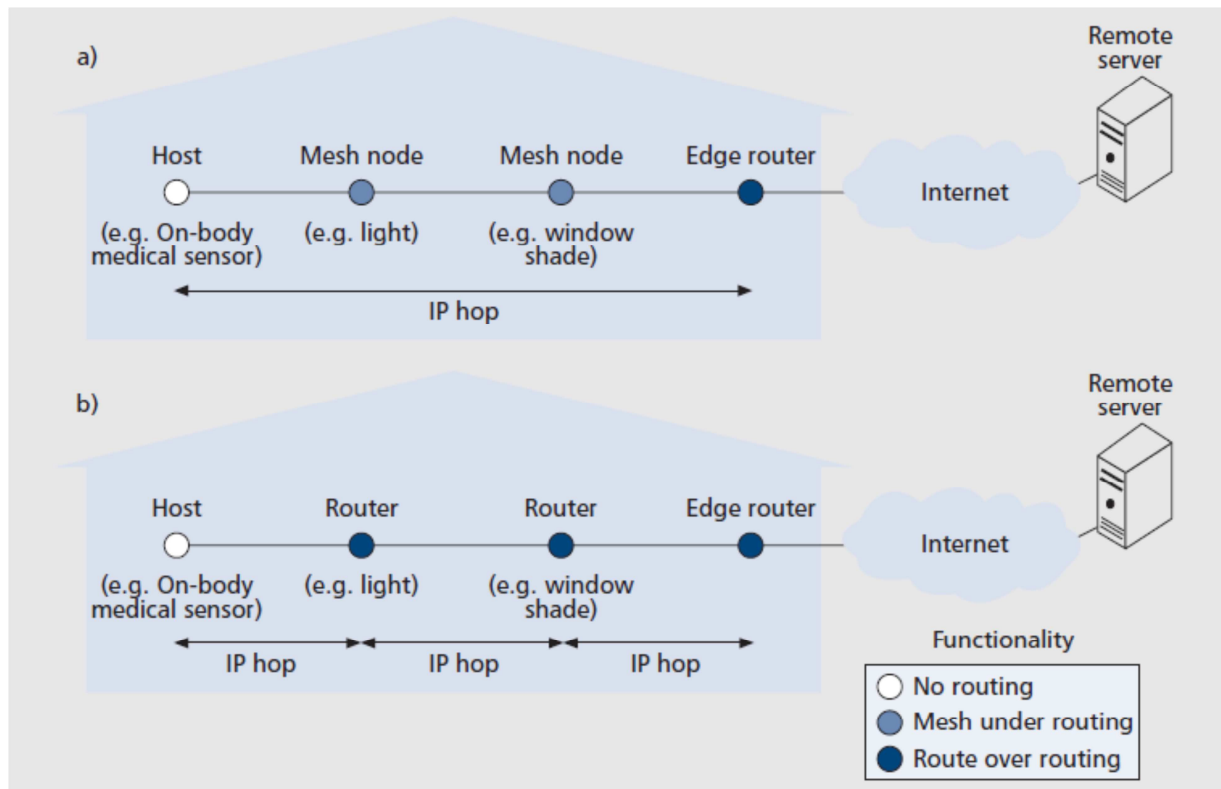 a)
Remote
server
Host
Mesh node
Mesh node
Edge router
Internet
(e.g. On-body
medical sensor)
(e.g. light)
(e.g. window
shade)
IP hop
b)
Remote
server
Host
Router
Router
Edge router
Internet
(e.g. On-body
medical sensor)
(e.g. light)
(e.g. window
shade)
IP hop
IP hop
IP hop
Functionality
No routing
Mesh under routing
Route over routing